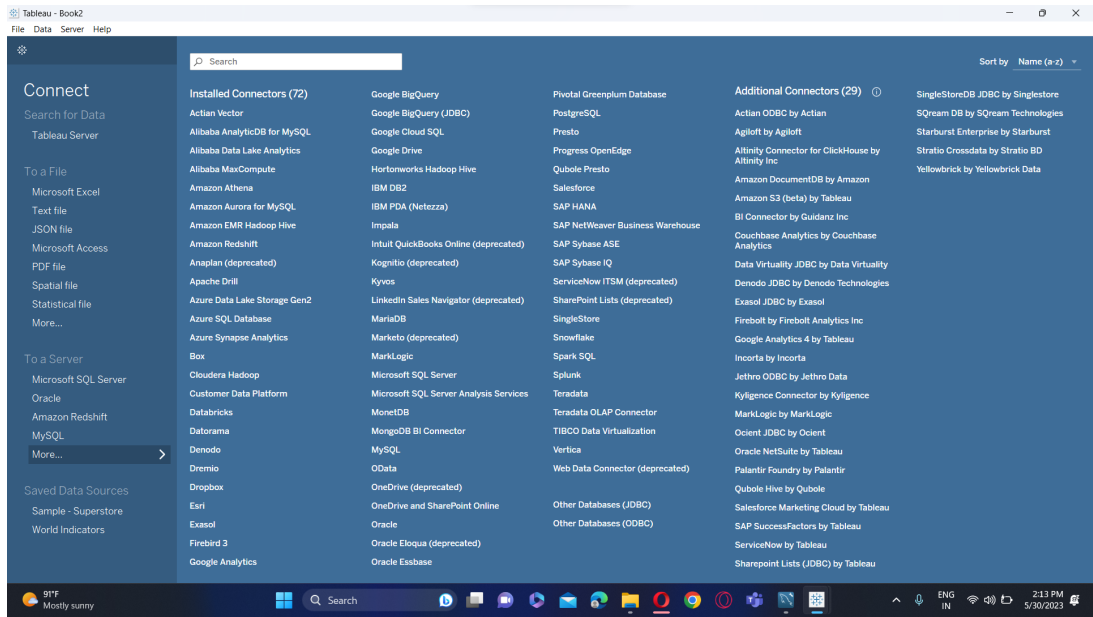 Tableau - Book2
File Data Server Help
Search
Sort by Name (a-z)
Connect
Search for Data
Tableau Server
To a File
Microsoft Excel
Text file
JSON file
Microsoft Access
PDF file
Spatial file
Statistical file
More...
To a Server
Microsoft SQL Server
Oracle
Amazon Redshift
MySQL
More...
Saved Data Sources
Sample - Superstore
World Indicators
Installed Connectors (72)
Actian Vector
Alibaba AnalyticDB for MySQL
Alibaba Data Lake Analytics
Alibaba MaxCompute
Amazon Athena
Amazon Aurora for MySQL
Amazon EMR Hadoop Hive
Amazon Redshift
Anaplan (deprecated)
Apache Drill
Azure Data Lake Storage Gen2
Azure SQL Database
Azure Synapse Analytics
Box
Cloudera Hadoop
Customer Data Platform
Databricks
Datorama
Denodo
Dremio
Dropbox
Esri
Exasol
Firebird 3
Google Analytics
Google BigQuery
Google BigQuery (JDBC)
Google Cloud SQL
Google Drive
Hortonworks Hadoop Hive
IBM DB2
IBM PDA (Netezza)
Impala
Intuit QuickBooks Online (deprecated)
Kognitio (deprecated)
Kyvos
LinkedIn Sales Navigator (deprecated)
MariaDB
Marketo (deprecated)
MarkLogic
Microsoft SQL Server
Microsoft SQL Server Analysis Services
MonetDB
MongoDB BI Connector
MySQL
OData
OneDrive (deprecated)
OneDrive and SharePoint Online
Oracle
Oracle Eloqua (deprecated)
Oracle Essbase
Pivotal Greenplum Database
PostgreSQL
Presto
Progress OpenEdge
Qubole Presto
Salesforce
SAP HANA
SAP NetWeaver Business Warehouse
SAP Sybase ASE
SAP Sybase IQ
ServiceNow ITSM (deprecated)
SharePoint Lists (deprecated)
SingleStore
Snowflake
Spark SQL
Splunk
Teradata
Teradata OLAP Connector
TIBCO Data Virtualization
Vertica
Web Data Connector (deprecated)
Other Databases (JDBC)
Other Databases (ODBC)
Additional Connectors (29)
Actian ODBC by Actian
Agiloft by Agiloft
Altinity Connector for ClickHouse by
Altinity Inc
Amazon DocumentDB by Amazon
Amazon S3 (beta) by Tableau
BI Connector by Guidanz Inc
Couchbase Analytics by Couchbase
Analytics
Data Virtuality JDBC by Data Virtuality
Denodo JDBC by Denodo Technologies
Exasol JDBC by Exasol
Firebolt by Firebolt Analytics Inc
Google Analytics 4 by Tableau
Incorta by Incorta
Jethro ODBC by Jethro Data
Kyligence Connector by Kyligence
MarkLogic by MarkLogic
Ocient JDBC by Ocient
Oracle NetSuite by Tableau
Palantir Foundry by Palantir
Qubole Hive by Qubole
Salesforce Marketing Cloud by Tableau
SAP SuccessFactors by Tableau
ServiceNow by Tableau
Sharepoint Lists (JDBC) by Tableau
SingleStoreDB JDBC by Singlestore
SQream DB by SQream Technologies
Starburst Enterprise by Starburst
Stratio Crossdata by Stratio BD
Yellowbrick by Yellowbrick Data
91°F
Mostly sunny
Search
ENG
IN
2:13 PM
5/30/2023